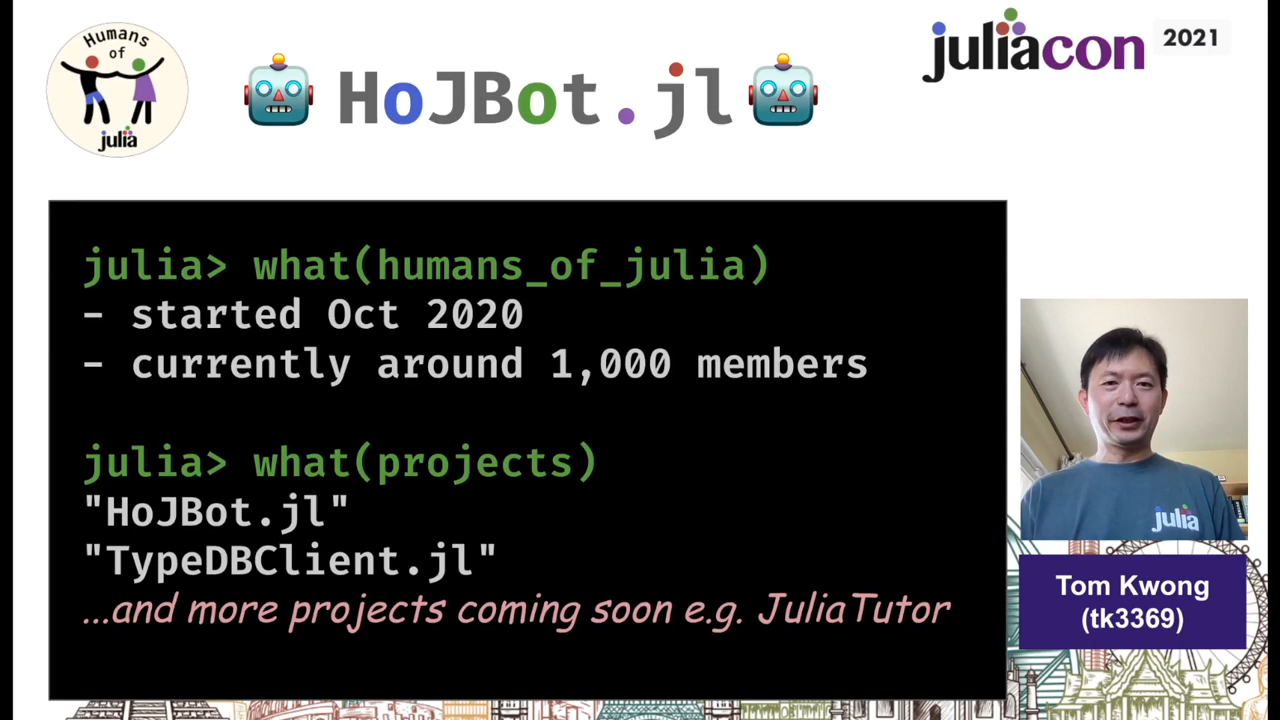 Humans
of
julia
HoJBot.jl
juliacon 2021
julia> what(humans_of_julia)
- started Oct 2020
- currently around 1,000 members
julia> what(projects)
"HoJBot.jl"
"TypeDBClient.jl"
...and more projects coming soon e.g. JuliaTutor
julia
Tom Kwong
(tk3369)